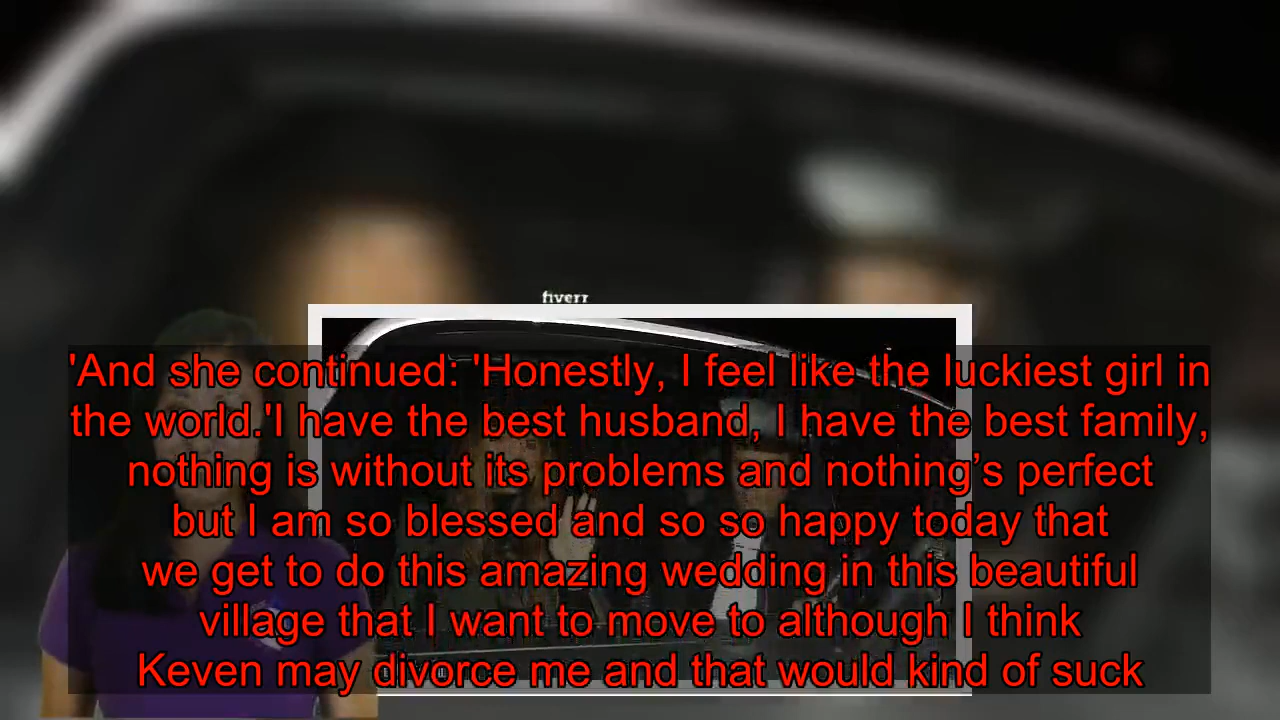 fiverr
'And she continued: 'Honestly, I feel like the luckiest girl in
the world.'I have the best husband, I have the best family,
nothing is without its problems and nothing’s perfect
but I am so blessed and so so happy today that
we get to do this amazing wedding in this beautiful
village that I want to move to although I think
Keven may divorce me and that would kind of suck